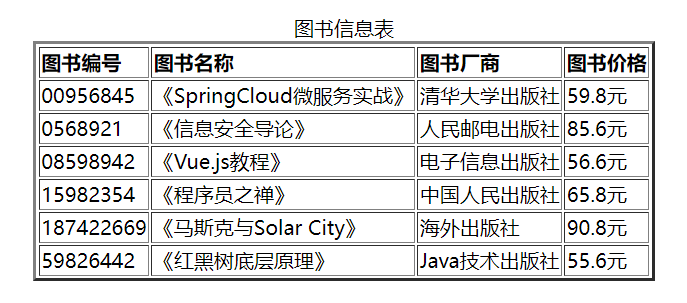 图书信息表
图书编号 图书名称 图书厂商 图书价格
00956845 《SpringCloud微服务实战》 清华大学出版社 59.8元
0568921 《信息安全导论》 人民邮电出版社 85.6元
08598942 《Vue.js教程》 电子信息出版社 56.6元
15982354 《程序员之禅》 中国人民出版社 65.8元
187422669 《马斯克与Solar City》 海外出版社 90.8元
59826442 《红黑树底层原理》 Java技术出版社 55.6元